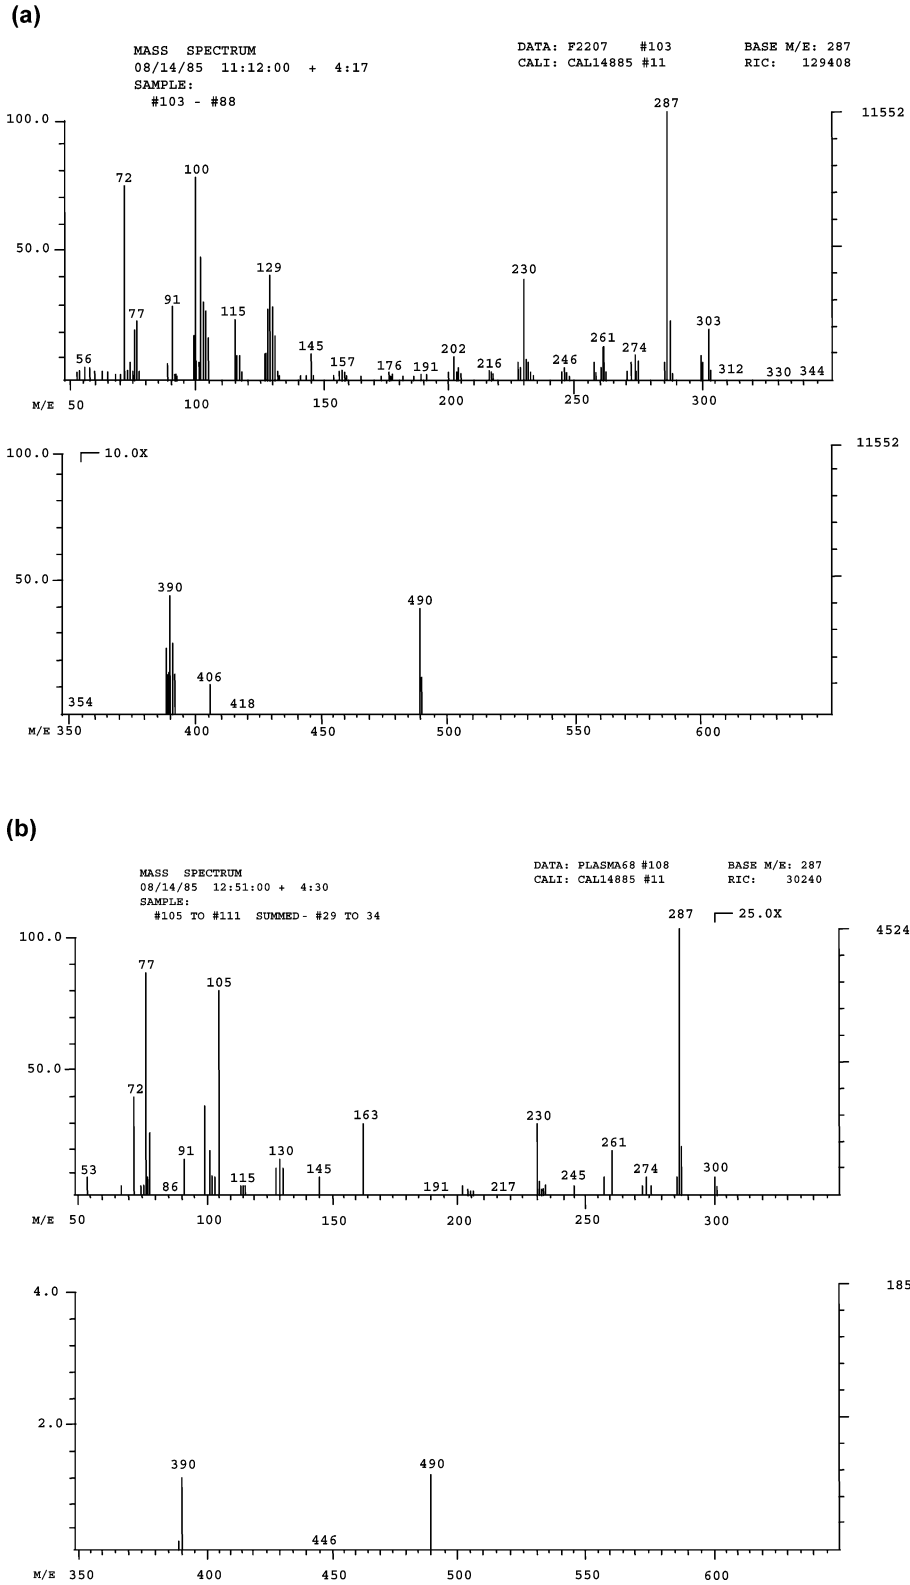 (a)
MASS SPECTRUM
08/14/85 11:12:00 + 4:17
SAMPLE:
#103 - #88
DATA: F2207 #103
CALI: CAL14885 #11
BASE M/E: 287
RIC: 129408
287
100.0
11552
100
72
129
50.0
230
91
115
77
303
261
145
202
274
56
157
176
191
216
246
312
330
344
M/E 50 100 150 200 250 300
11552
100.0
10.0X
50.0
390
490
406
354
418
M/E 350 400 450 500 550 600
(b)
MASS SPECTRUM
08/14/85 12:51:00 + 4:30
SAMPLE:
#105 TO #111 SUMMED - #29 TO 34
DATA: PLASMA68 #108
CALI: CAL14885 #11
BASE M/E: 287
RIC: 30240
287
25.0X
100.0
4524
77
105
50.0
72
163
230
91
130
261
53
145
274
300
86
115
191
217
245
M/E 50 100 150 200 250 300
4.0
185
2.0
390
490
446
M/E 350 400 450 500 550 600